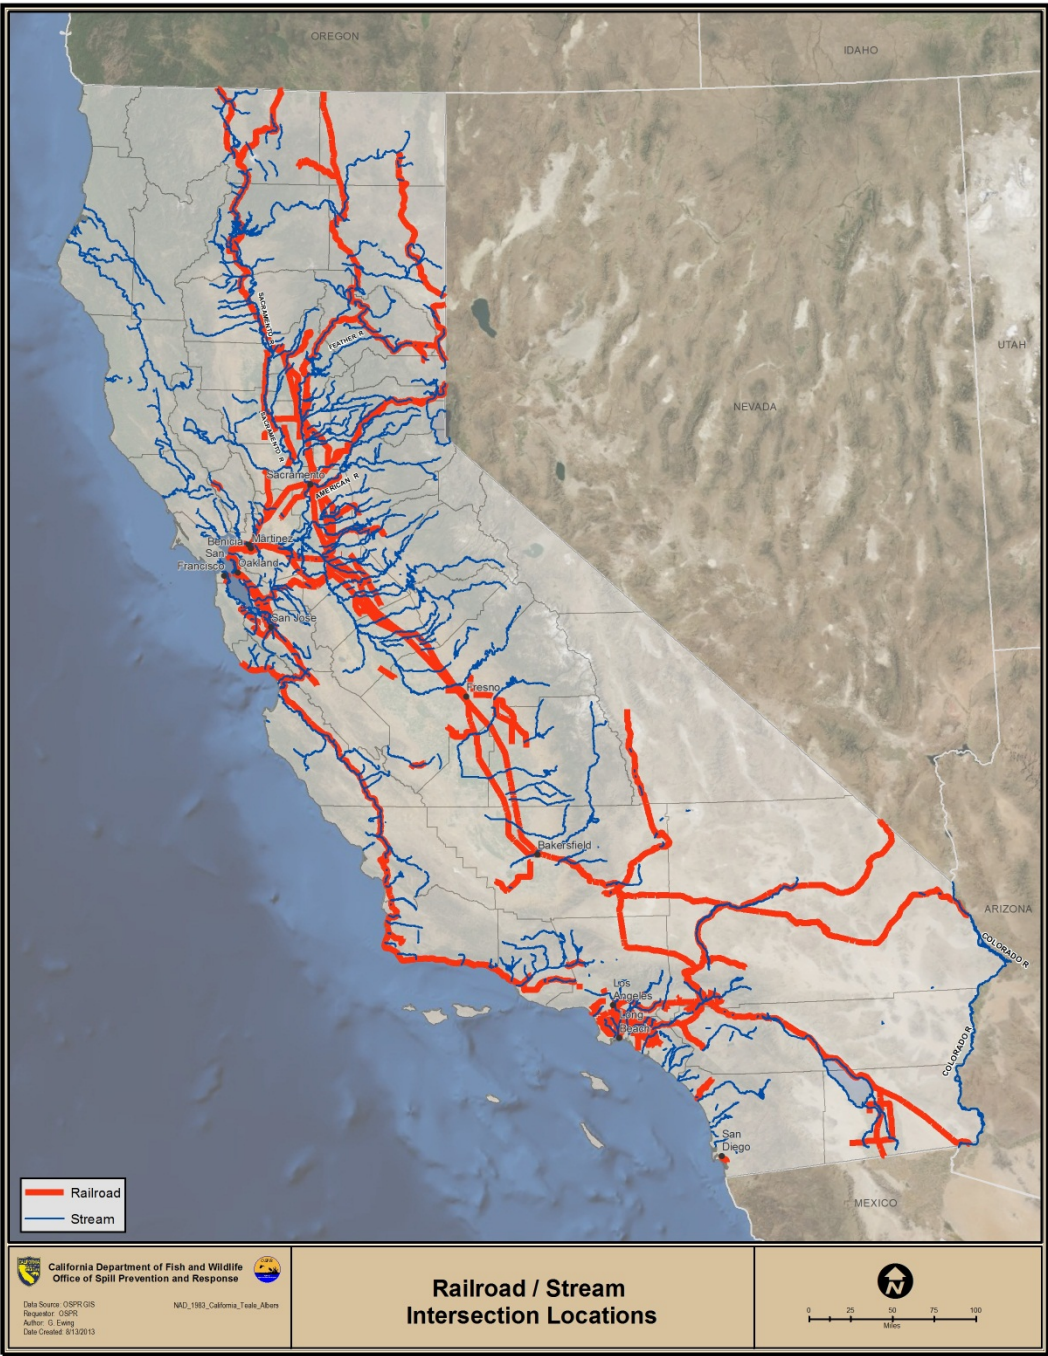 OREGON
IDAHO
UTAH
NEVADA
SACRAMENTO R
FEATHER R
SACRAMENTO R
Sacramento
AMERICAN R
Benicia
Martinez
San
Francisco
Oakland
San Jose
Fresno
Bakersfield
ARIZONA
COLORADO R
Los
Angeles
Long
Beach
COLORADO R
San
Diego
MEXICO
Railroad
Stream
California Department of Fish and Wildlife
Office of Spill Prevention and Response
Data Source: OSPR GIS
Requestor: OSPR
Author: G. Ewing
Date Created: 8/13/2013
NAD_1983_California_Teale_Albers
Railroad / Stream
Intersection Locations
N
0 25 50 75 100
Miles